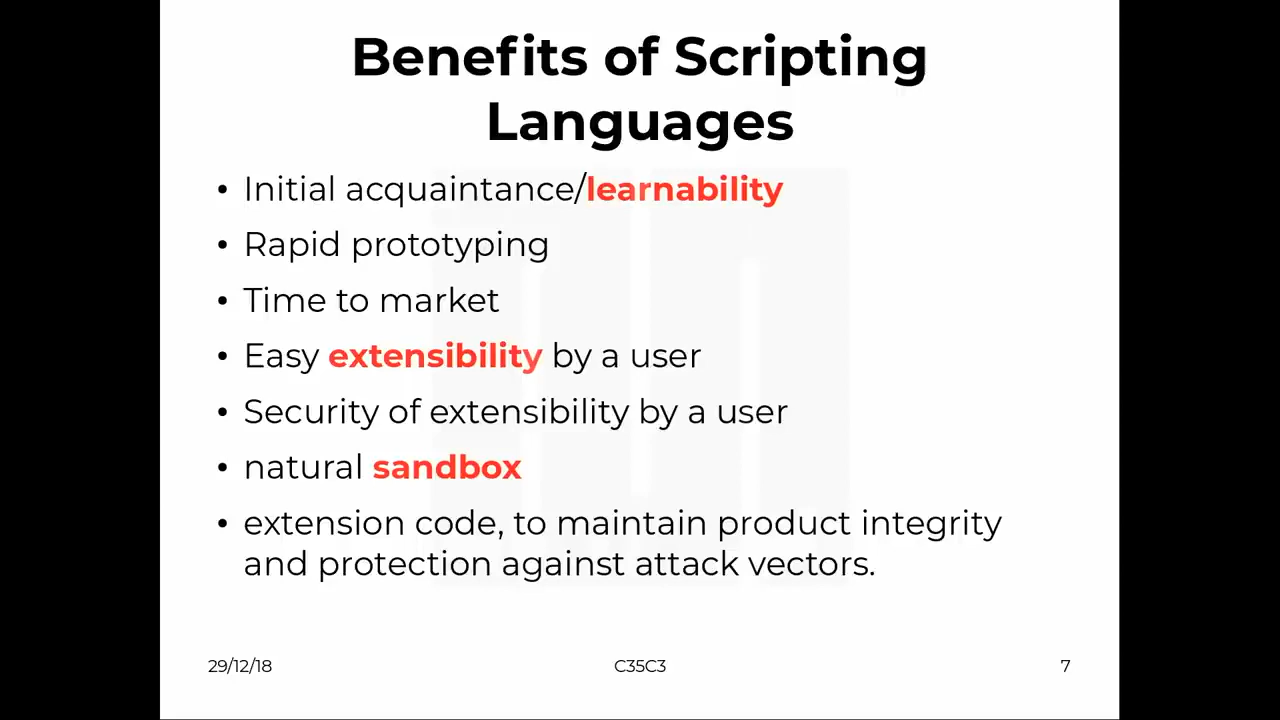 Benefits of Scripting
Languages
• Initial acquaintance/learnability
• Rapid prototyping
• Time to market
• Easy extensibility by a user
• Security of extensibility by a user
• natural sandbox
• extension code, to maintain product integrity
and protection against attack vectors.
29/12/18
C35C3
7